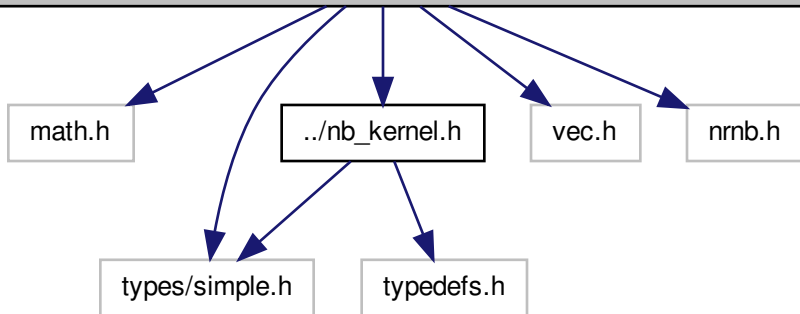 math.h
../nb_kernel.h
vec.h
nrnb.h
types/simple.h
typedefs.h